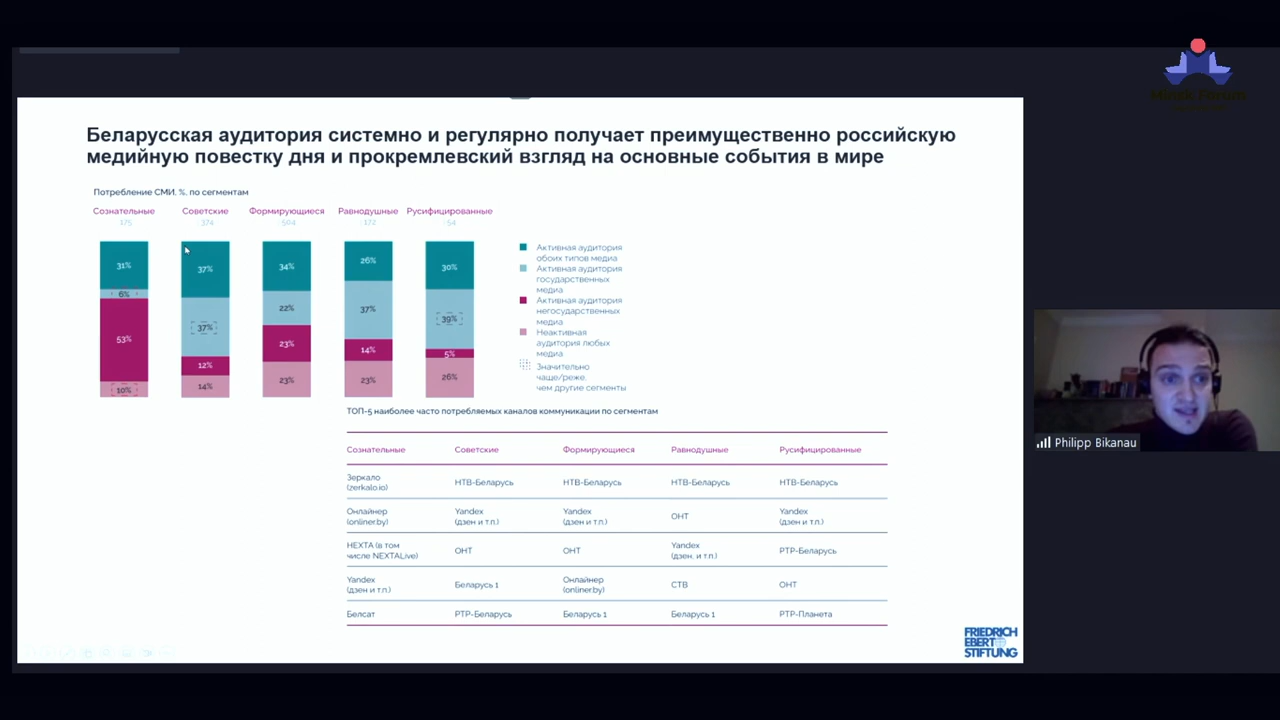 Minsk Forum
Беларусская аудитория системно и регулярно получает преимущественно российскую
медийную повестку дня и прокремлевский взгляд на основные события в мире
Потребление СМИ, %, по сегментам
Сознательные Советские Формирующиеся Равнодушные Русифицированные
175 374 504 172 54
31% 37% 34% 26% 30%
6% 37% 22% 37% 39%
53% 12% 23% 14% 5%
10% 14% 23% 23% 26%
Активная аудитория
обоих типов медиа
Активная аудитория
государственных
медиа
Активная аудитория
негосударственных
медиа
Неактивная
аудитория любых
медиа
Значительно
чаще/реже,
чем другие сегменты
ТОП-5 наиболее часто потребляемых каналов коммуникации по сегментам
Сознательные Советские Формирующиеся Равнодушные Русифицированные
Зеркало
(zerkalo.io) НТВ-Беларусь НТВ-Беларусь НТВ-Беларусь НТВ-Беларусь
Онлайнер
(onliner.by) Yandex
(дзен и т.п.) Yandex
(дзен и т.п.) ОНТ Yandex
(дзен и т.п.)
НЕХТА (в том
числе NEXTALive) ОНТ ОНТ Yandex
(дзен. и т.п.) РТР-Беларусь
Yandex
(дзен и т.п.) Беларусь 1 Онлайнер
(onliner.by) СТВ ОНТ
Белсат РТР-Беларусь Беларусь 1 Беларусь 1 РТР-Планета
FRIEDRICH
EBERT
STIFTUNG
Philipp Bikanau